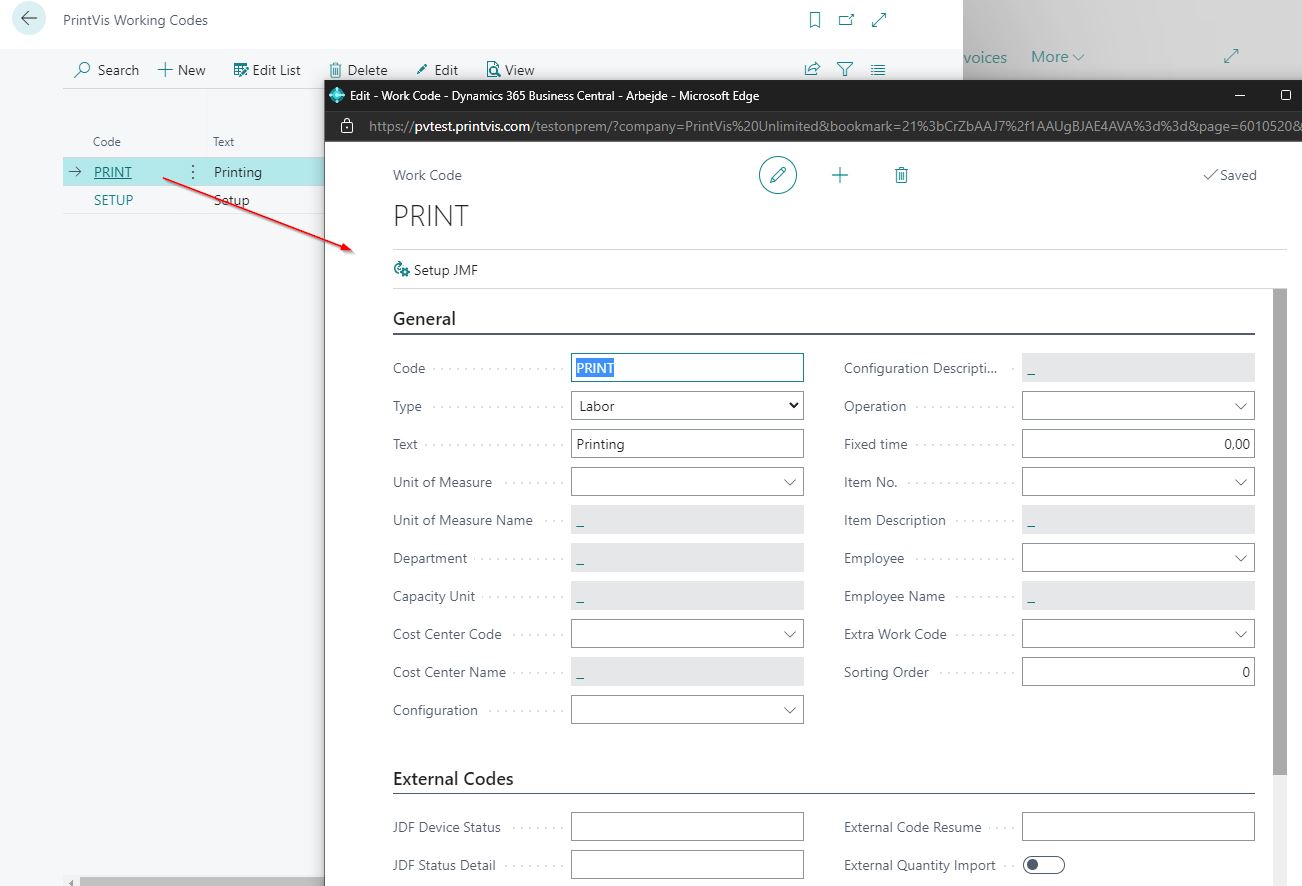 PrintVis Working Codes
voices More
Search New Edit List Delete Edit View
Edit - Work Code - Dynamics 365 Business Central - Arbejde - Microsoft Edge
https://pvtest.printvis.com/testonprem/?company=PrintVis%20Unlimited&bookmark=21%3bCrZbAAJ7%2f1AAUgBJAE4AVA%3d%3d&page=6010520&
Code Text
PRINT Printing
SETUP Setup
Work Code
Saved
PRINT
Setup JMF
General
Code PRINT Configuration Descripti... _
Type Labor Operation
Text Printing Fixed time 0,00
Unit of Measure Item No.
Unit of Measure Name _ Item Description _
Department _ Employee
Capacity Unit _ Employee Name _
Cost Center Code Extra Work Code
Cost Center Name _ Sorting Order 0
Configuration
External Codes
JDF Device Status External Code Resume
JDF Status Detail External Quantity Import